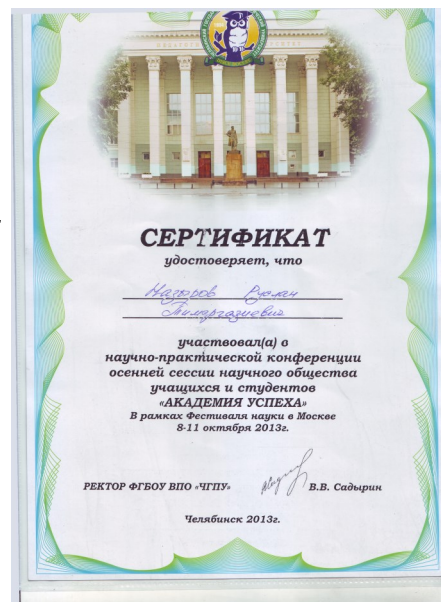 СЕРТИФИКАТ
удостоверяет, что
Руслан
участвовал(а) в
научно-практической конференции
осенней сессии научного общества
учащихся и студентов
«АКАДЕМИЯ УСПЕХА»
В рамках Фестиваля науки в Москве
8-11 октября 2013г.
РЕКТОР ФГБОУ ВПО «ЧГПУ» В.В. Садырин
Челябинск 2013г.